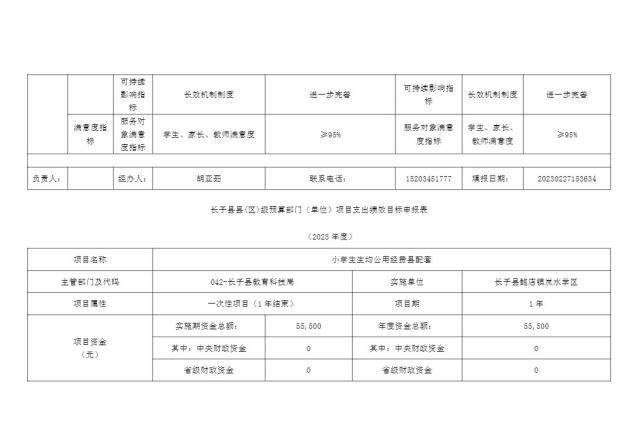 可持续影响指标 长效机制制度 进一步完善 可持续影响指标 长效机制制度 进一步完善
满意度指标 服务对象满意度指标 学生、家长、教师满意度 ≥95% 服务对象满意度指标 学生、家长、教师满意度 ≥95%
负责人： 经办人： 胡亚茹 联系电话： 15203451777 填报日期： 20230227153634
长子县县(区)级预算部门（单位）项目支出绩效目标申报表
（2023 年度）
项目名称 小学生生均公用经费县配套
主管部门及代码 042-长子县教育科技局 实施单位 长子县鲍店镇岚水学区
项目属性 一次性项目（1 年结束） 项目期 1 年
项目资金（元） 实施期资金总额： 55,500 年度资金总额： 55,500
其中：中央财政资金 0 其中：中央财政资金 0
省级财政资金 0 省级财政资金 0